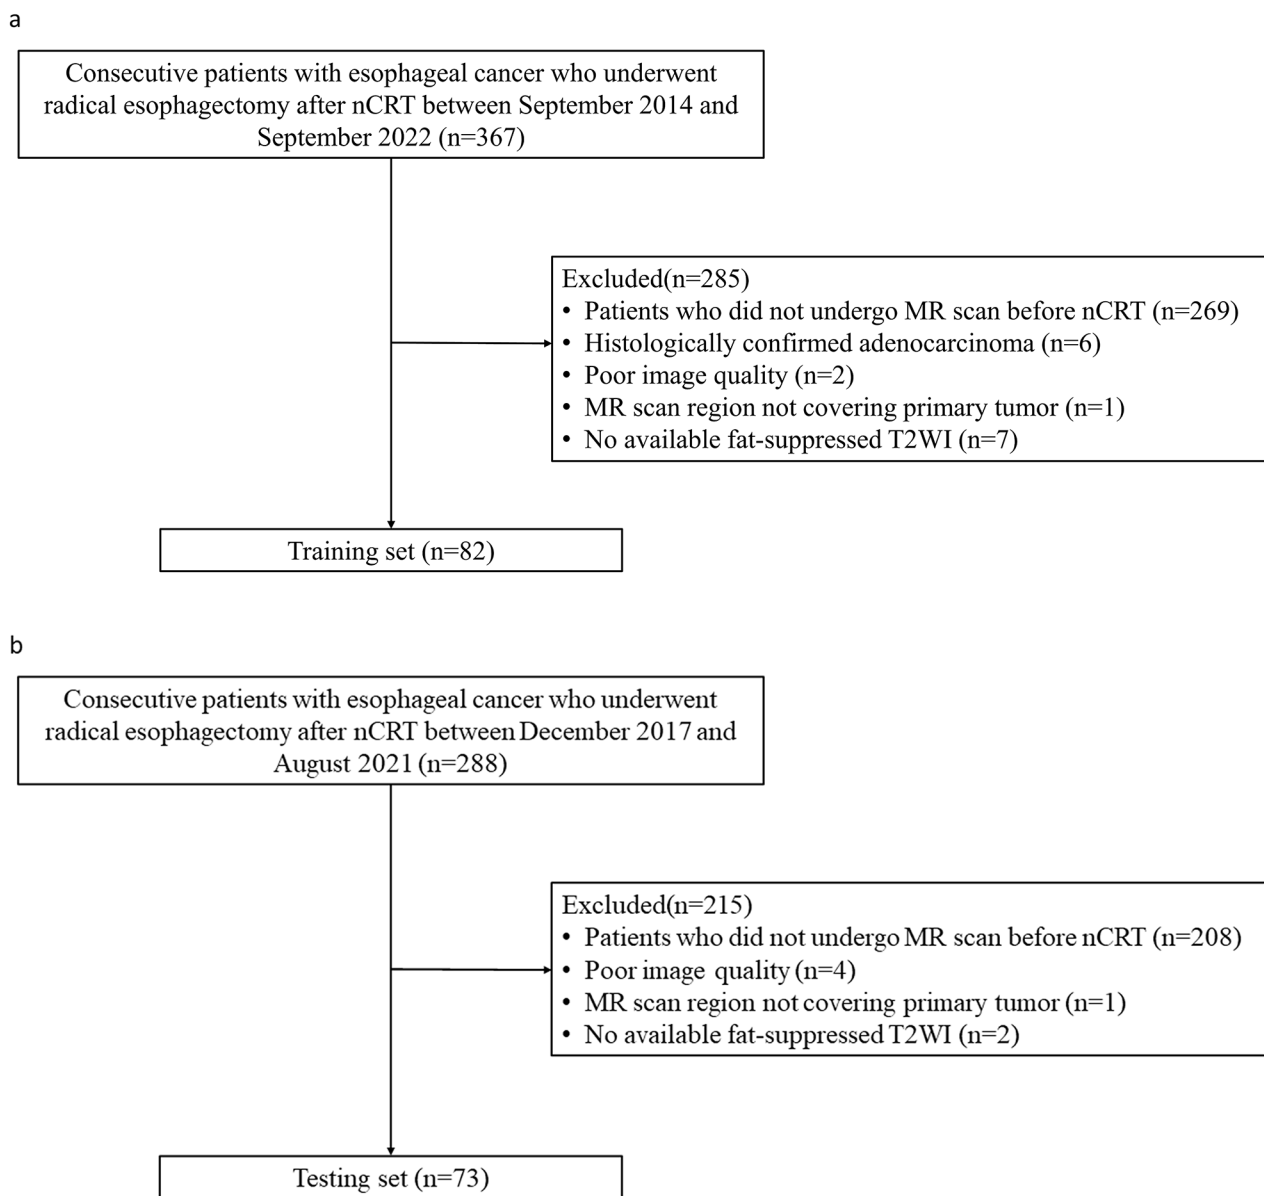 a
Consecutive patients with esophageal cancer who underwent
radical esophagectomy after nCRT between September 2014 and
September 2022 (n=367)
Excluded(n=285)
• Patients who did not undergo MR scan before nCRT (n=269)
• Histologically confirmed adenocarcinoma (n=6)
• Poor image quality (n=2)
• MR scan region not covering primary tumor (n=1)
• No available fat-suppressed T2WI (n=7)
Training set (n=82)
b
Consecutive patients with esophageal cancer who underwent
radical esophagectomy after nCRT between December 2017 and
August 2021 (n=288)
Excluded(n=215)
• Patients who did not undergo MR scan before nCRT (n=208)
• Poor image quality (n=4)
• MR scan region not covering primary tumor (n=1)
• No available fat-suppressed T2WI (n=2)
Testing set (n=73)